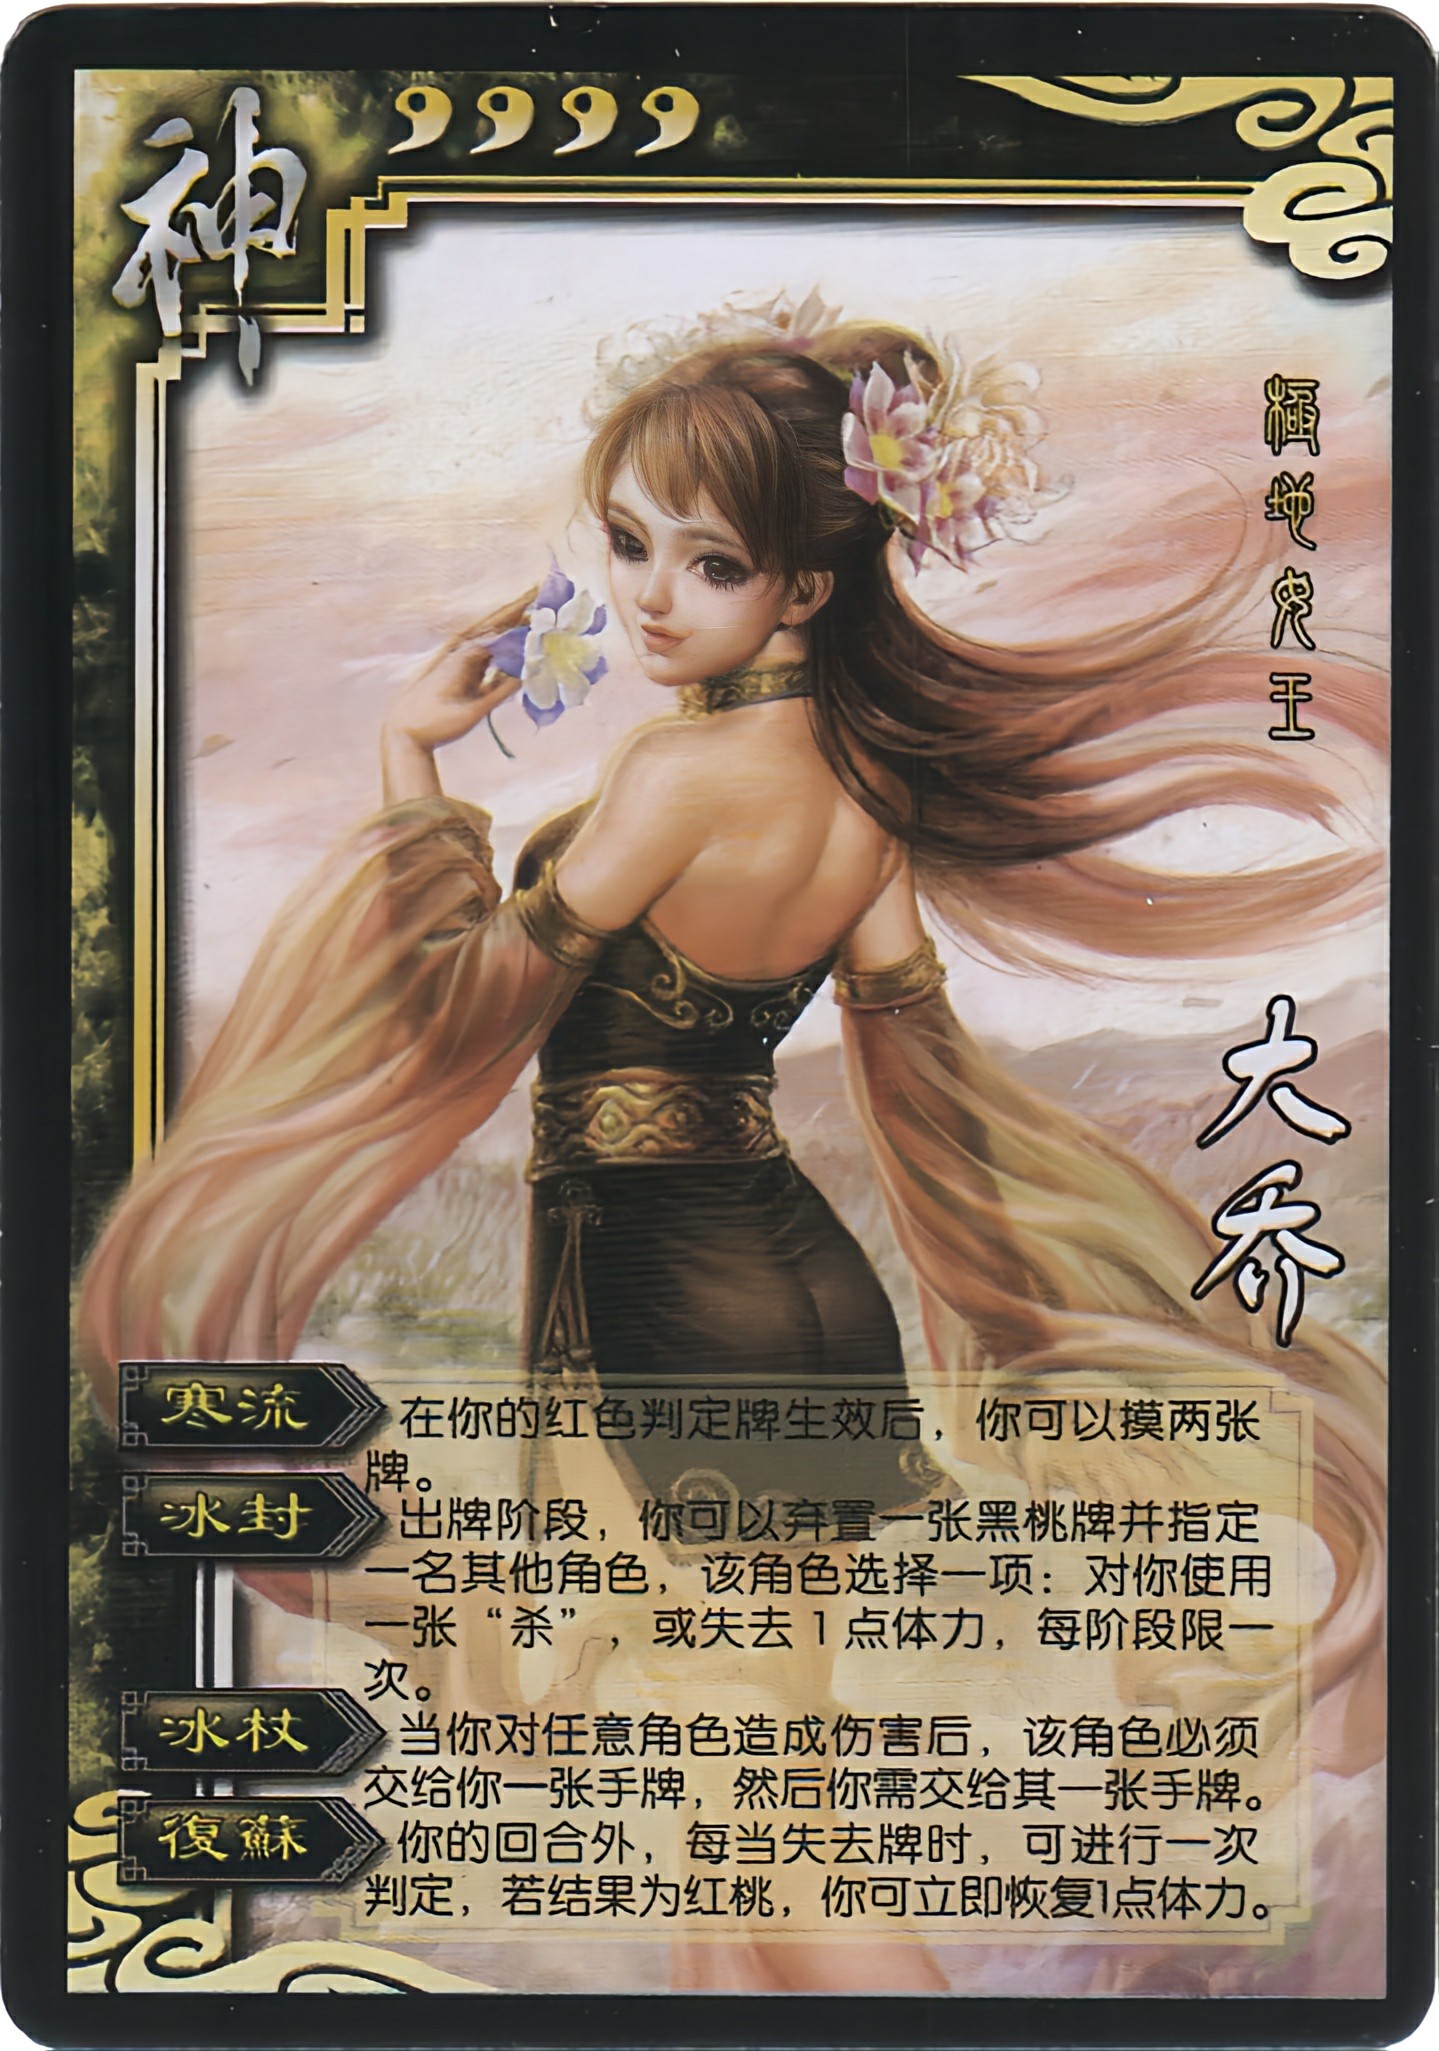 神
極地女王
大乔
寒流
在你的红色判定牌生效后，你可以摸两张
牌。
冰封
出牌阶段，你可以弃置一张黑桃牌并指定
一名其他角色，该角色选择一项：对你使用
一张“杀”，或失去1点体力，每阶段限一
次。
冰杖
当你对任意角色造成伤害后，该角色必须
交给你一张手牌，然后你需交给其一张手牌。
復蘇
你的回合外，每当失去牌时，可进行一次
判定，若结果为红桃，你可立即恢复1点体力。